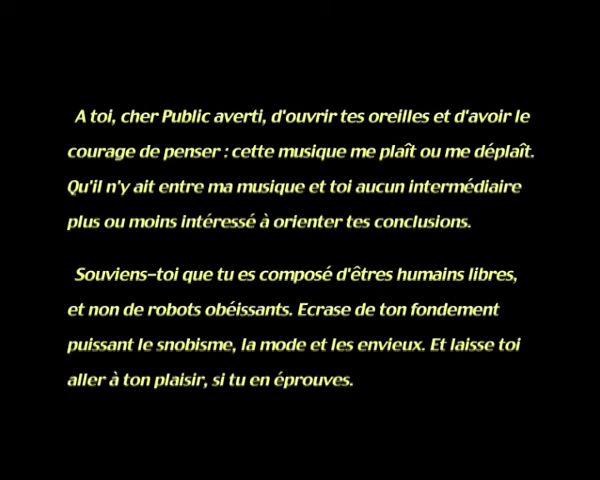 A toi, cher Public averti, d'ouvrir tes oreilles et d'avoir le
courage de penser : cette musique me plaît ou me déplaît.
Qu'il n'y ait entre ma musique et toi aucun intermédiaire
plus ou moins intéressé à orienter tes conclusions.
Souviens-toi que tu es composé d'êtres humains libres,
et non de robots obéissants. Ecrase de ton fondement
puissant le snobisme, la mode et les envieux. Et laisse toi
aller à ton plaisir, si tu en éprouves.